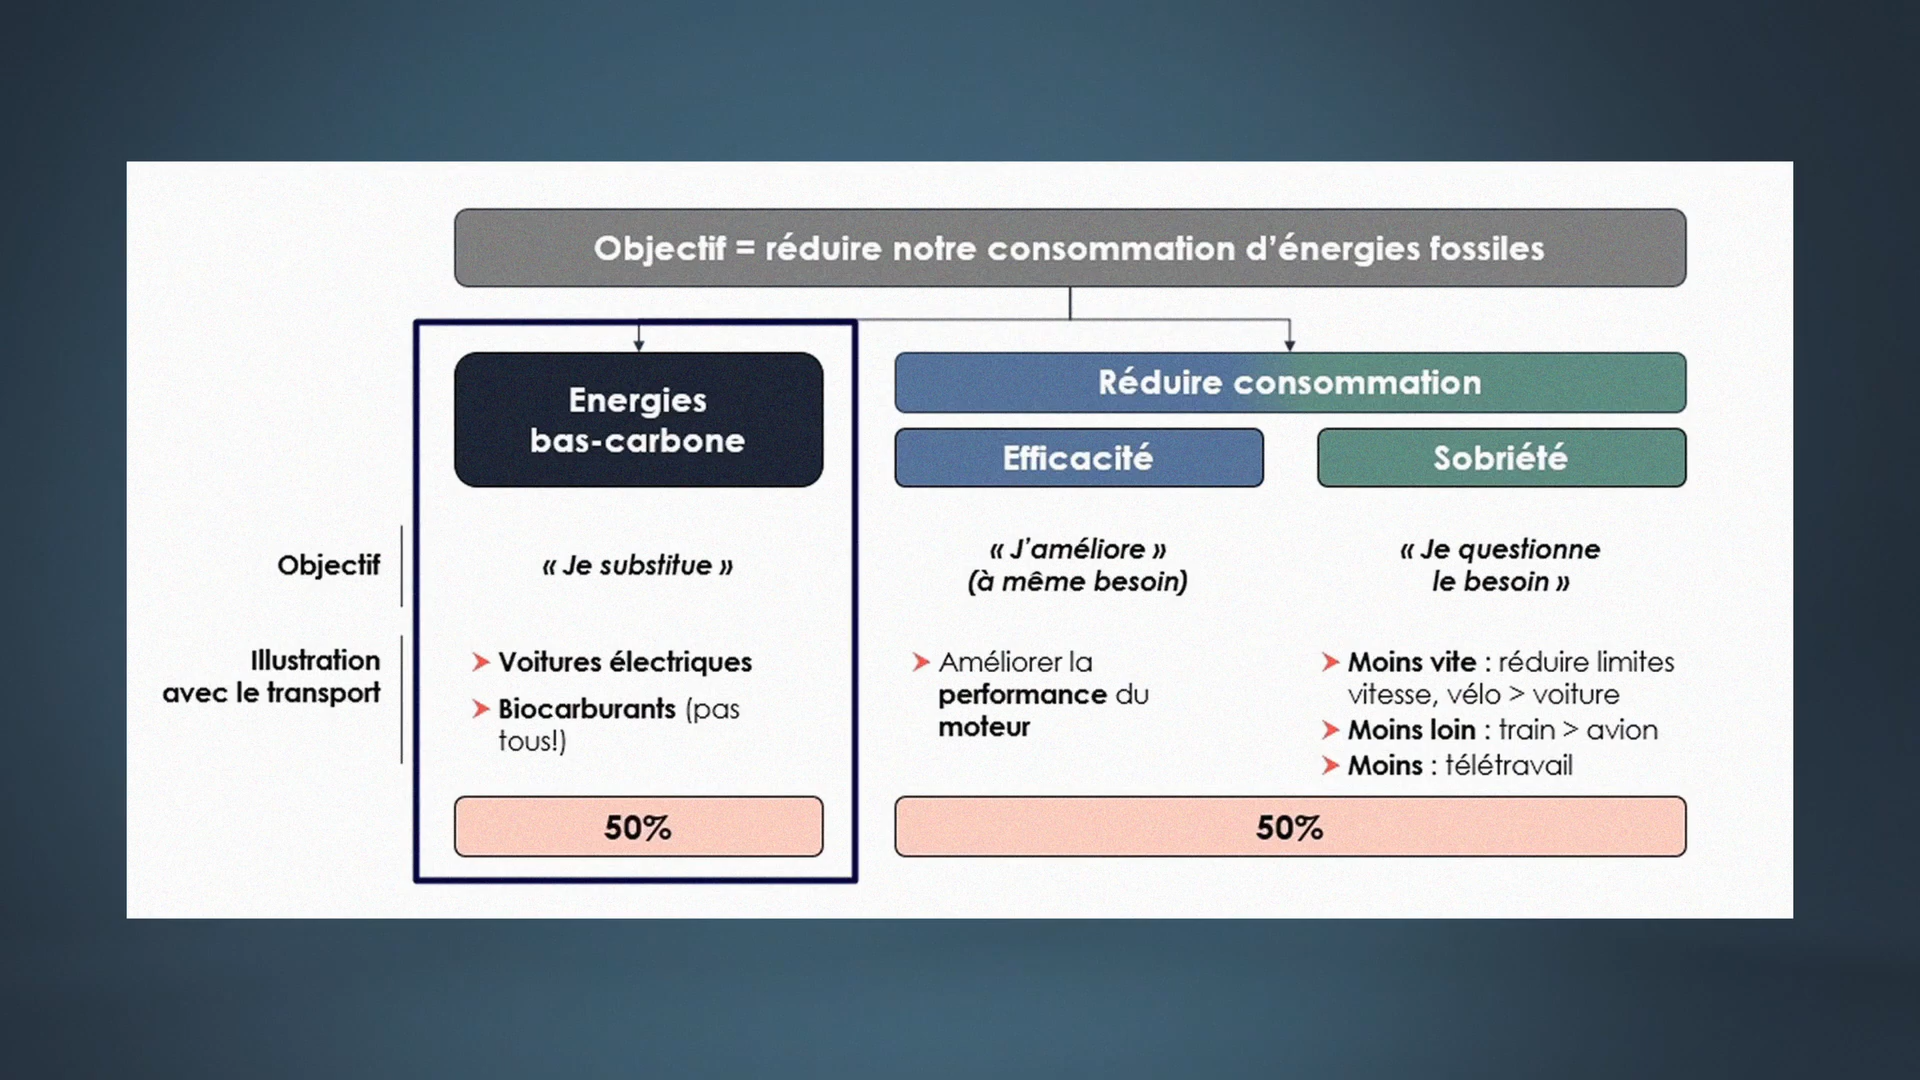 Objectif = réduire notre consommation d’énergies fossiles
Energies
bas-carbone
Réduire consommation
Efficacité
Sobriété
Objectif
« Je substitue »
« J’améliore »
(à même besoin)
« Je questionne
le besoin »
Illustration
avec le transport
Voitures électriques
Biocarburants (pas
tous!)
Améliorer la
performance du
moteur
Moins vite : réduire limites
vitesse, vélo > voiture
Moins loin : train > avion
Moins : télétravail
50%
50%